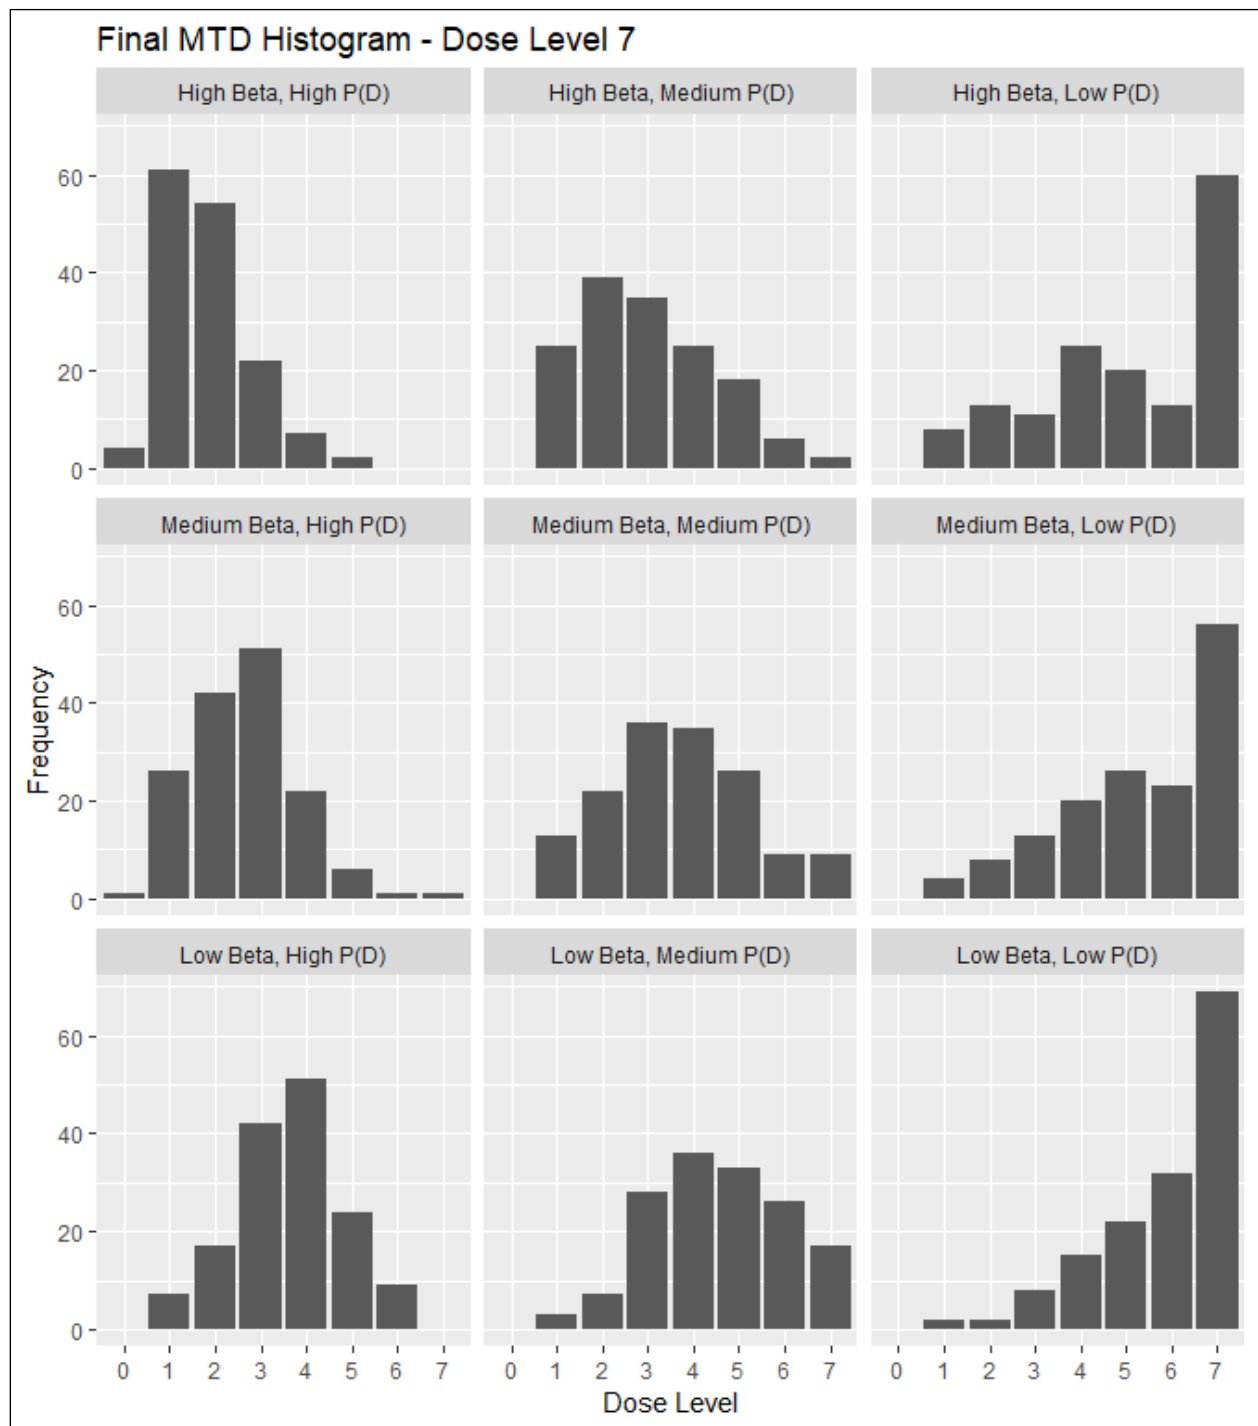 Final MTD Histogram - Dose Level 7
High Beta, High P(D)
High Beta, Medium P(D)
High Beta, Low P(D)
60
40
20
0
Medium Beta, High P(D)
Medium Beta, Medium P(D)
Medium Beta, Low P(D)
60
40
20
0
Frequency
Low Beta, High P(D)
Low Beta, Medium P(D)
Low Beta, Low P(D)
60
40
20
0
0 1 2 3 4 5 6 7
0 1 2 3 4 5 6 7
0 1 2 3 4 5 6 7
Dose Level